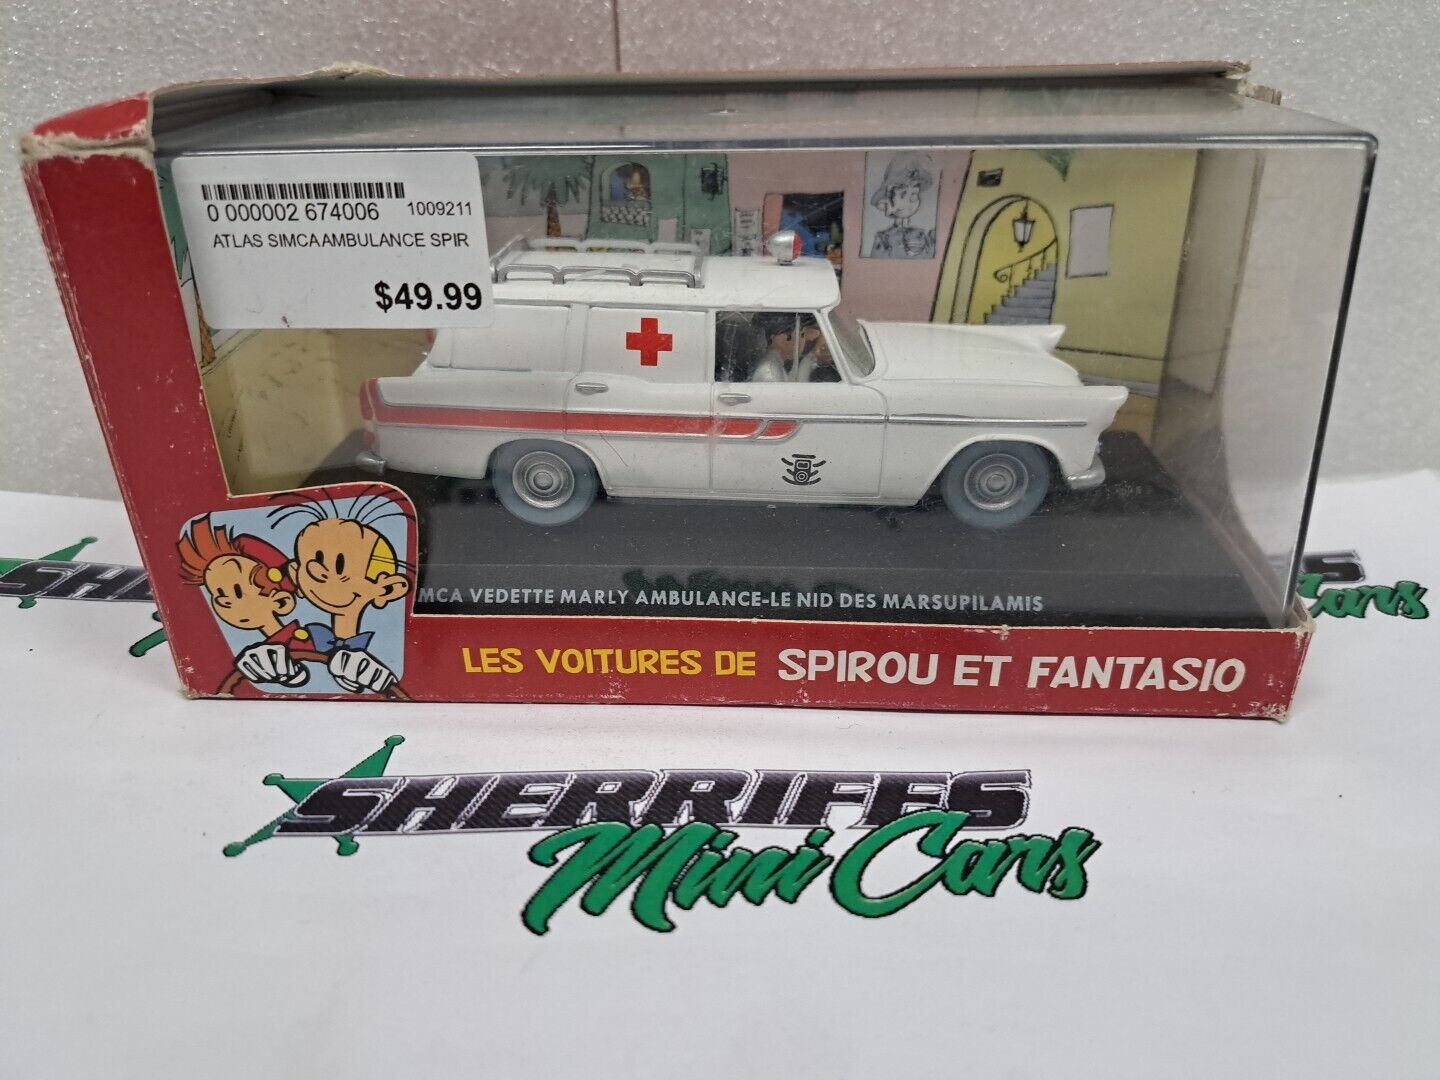 0 000002 674006 1009211
ATLAS SIMCAAMBULANCE SPIR
$49.99
MCA VEDETTE MARLY AMBULANCE-LE NID DES MARSUPILAMIS
LES VOITURES DE SPIROU ET FANTASIO
SHERRIFFS
Mini Cars